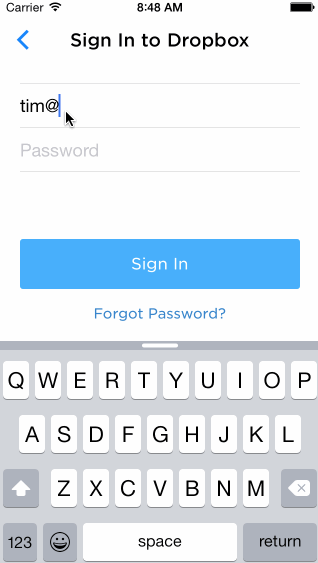 Carrier 8:48 AM
Sign In to Dropbox
tim@
Password
Sign In
Forgot Password?
Q W E R T Y U I O P
A S D F G H J K L
Z X C V B N M
123 space return